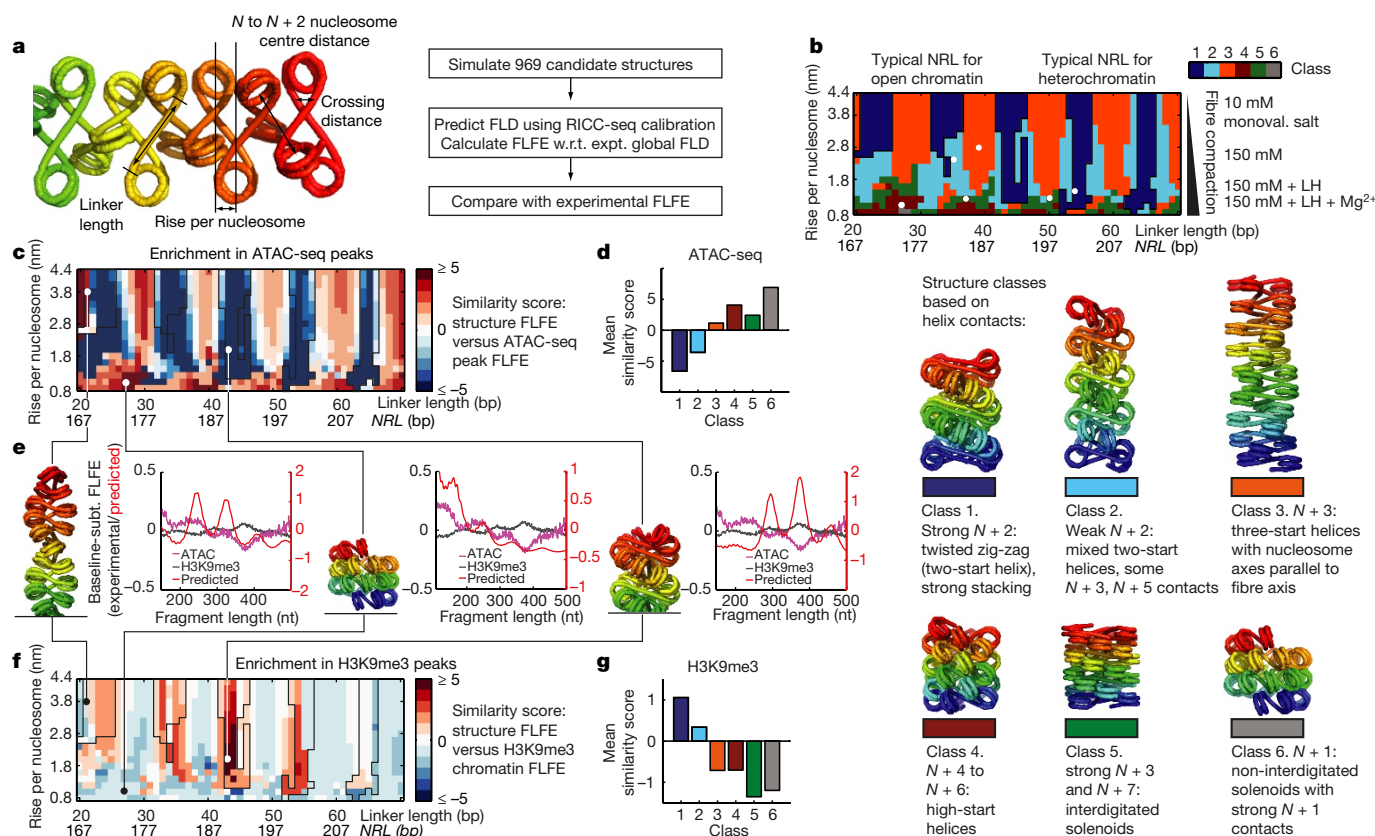 a
N to N + 2 nucleosome
centre distance
Crossing
distance
Linker
length
Rise per nucleosome
Simulate 969 candidate structures
Predict FLD using RICC-seq calibration
Calculate FLFE w.r.t. expt. global FLD
Compare with experimental FLFE
b
Typical NRL for
open chromatin
Typical NRL for
heterochromatin
1 2 3 4 5 6
Class
Rise per nucleosome (nm)
4.4
3.8
2.8
1.8
0.8
20 30 40 50 60 Linker length (bp)
167 177 187 197 207 NRL (bp)
Fibre compaction
10 mM
monoval. salt
150 mM
150 mM + LH
150 mM + LH + Mg2+
c
Enrichment in ATAC-seq peaks
Rise per nucleosome (nm)
4.4
3.8
2.8
1.8
0.8
20 30 40 50 60 Linker length (bp)
167 177 187 197 207 NRL (bp)
≥ 5
≤ −5
Similarity score:
structure FLFE
versus ATAC-seq
peak FLFE
d
ATAC-seq
Mean
similarity score
5
0
−5
1 2 3 4 5 6
Class
e
Baseline-subt. FLFE
(experimental/predicted)
0.5
0
−0.5
2
1
0
−1
−2
ATAC
H3K9me3
Predicted
200 300 400
Fragment length (nt)
0.5
0
−0.5
1
0.5
0
−0.5
−1
ATAC
H3K9me3
Predicted
200 300 400 500
Fragment length (nt)
0.5
0
−0.5
2
1
0
−1
ATAC
H3K9me3
Predicted
200 300 400 500
Fragment length (nt)
f
Enrichment in H3K9me3 peaks
Rise per nucleosome (nm)
4.4
3.8
2.8
1.8
0.8
20 30 40 50 60 Linker length (bp)
167 177 187 197 207 NRL (bp)
≥ 5
≤ −5
Similarity score:
structure FLFE
versus H3K9me3
chromatin FLFE
g
H3K9me3
Mean
similarity score
1
0
−1
1 2 3 4 5 6
Class
Structure classes
based on
helix contacts:
Class 1.
Strong N + 2:
twisted zig-zag
(two-start helix),
strong stacking
Class 2.
Weak N + 2:
mixed two-start
helices, some
N + 3, N + 5 contacts
Class 3. N + 3:
three-start helices
with nucleosome
axes parallel to
fibre axis
Class 4.
N + 4 to
N + 6:
high-start
helices
Class 5.
strong N + 3
and N + 7:
interdigitated
solenoids
Class 6. N + 1:
non-interdigitated
solenoids with
strong N + 1
contacts